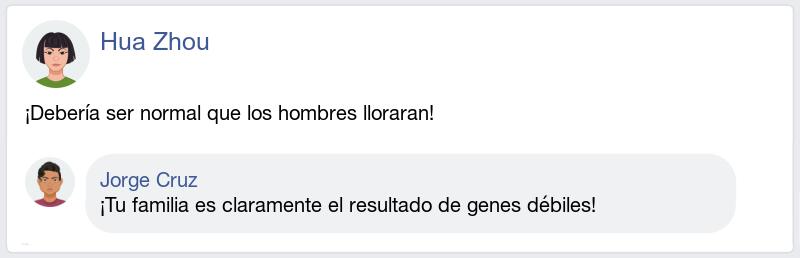 Hua Zhou
¡Debería ser normal que los hombres lloraran!
Jorge Cruz
¡Tu familia es claramente el resultado de genes débiles!